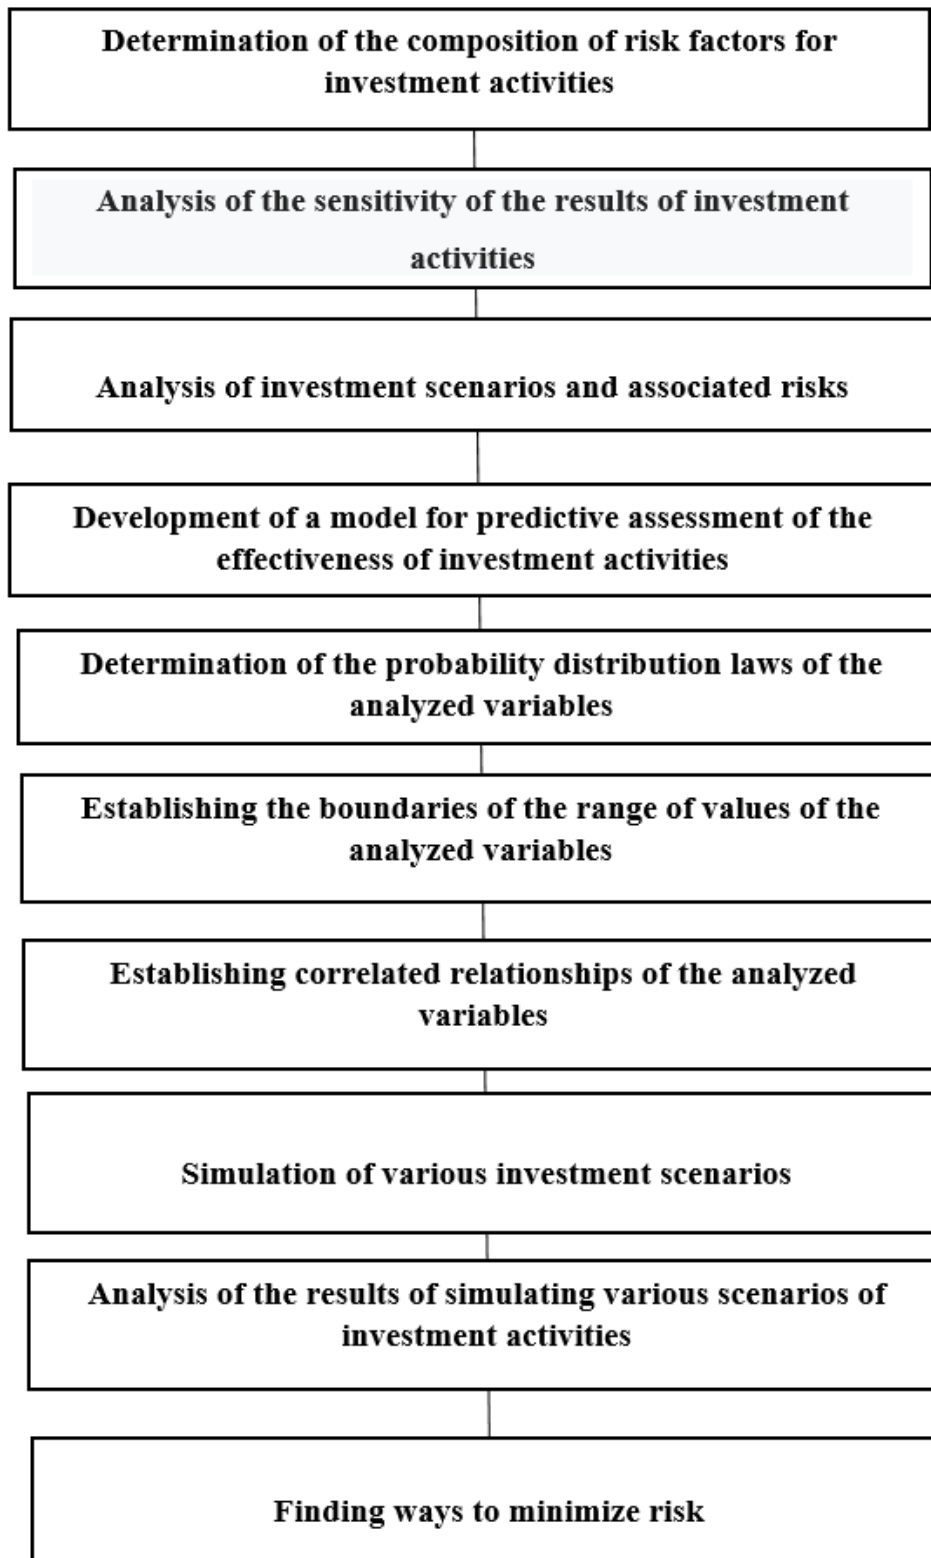 Determination of the composition of risk factors for
investment activities
Analysis of the sensitivity of the results of investment
activities
Analysis of investment scenarios and associated risks
Development of a model for predictive assessment of the
effectiveness of investment activities
Determination of the probability distribution laws of the
analyzed variables
Establishing the boundaries of the range of values of the
analyzed variables
Establishing correlated relationships of the analyzed
variables
Simulation of various investment scenarios
Analysis of the results of simulating various scenarios of
investment activities
Finding ways to minimize risk